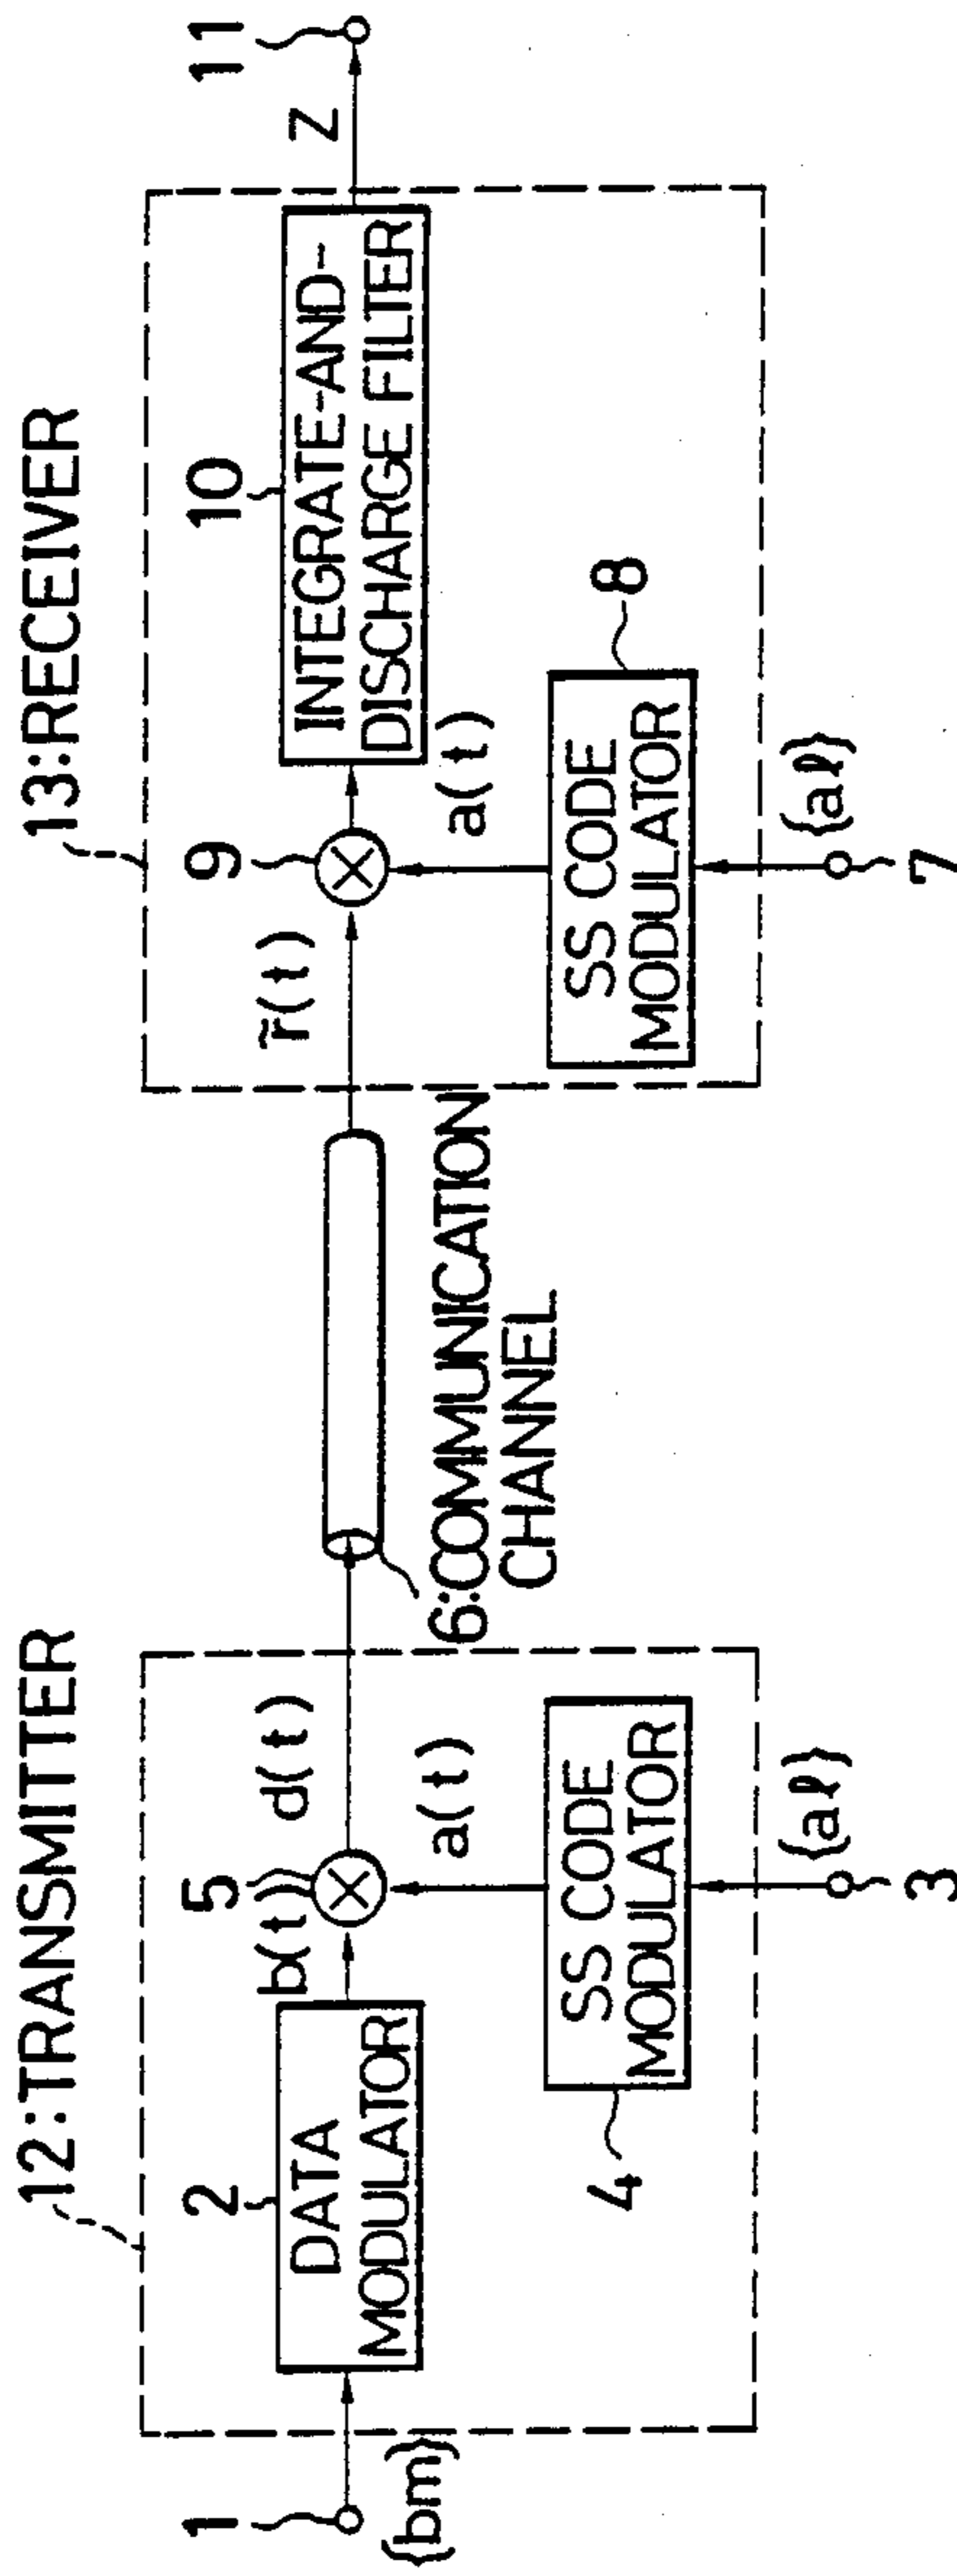 12:TRANSMITTER
13:RECEIVER
1
{bm}
2
DATA
MODULATOR
b(t)
5
d(t)
a(t)
SS CODE
MODULATOR
4
{aℓ}
3
6:COMMUNICATION
CHANNEL
r̃(t)
9
a(t)
10
INTEGRATE-AND-
DISCHARGE FILTER
SS CODE
MODULATOR
8
{aℓ}
7
Z
11